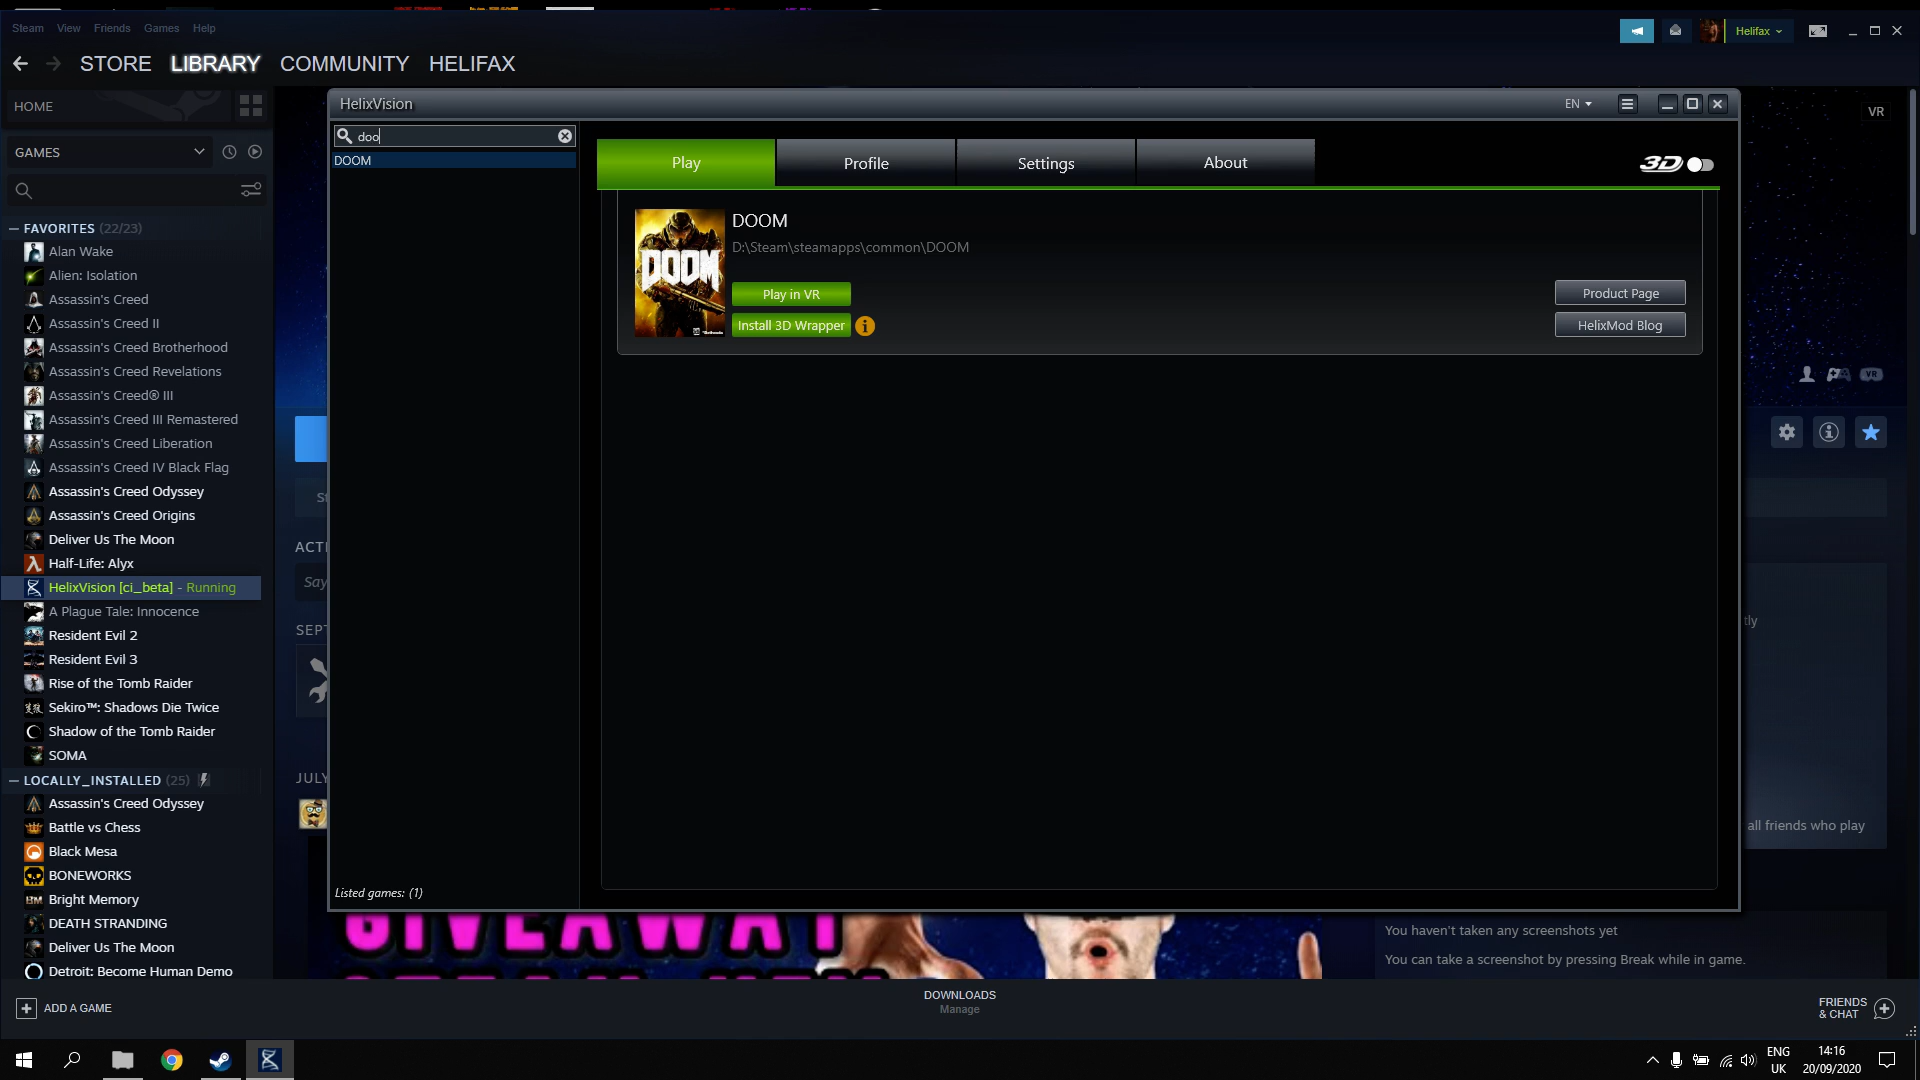 Steam View Friends Games Help
Helifax
STORE LIBRARY COMMUNITY HELIFAX
HOME
GAMES
FAVORITES (22/23)
Alan Wake
Alien: Isolation
Assassin's Creed
Assassin's Creed II
Assassin's Creed Brotherhood
Assassin's Creed Revelations
Assassin's Creed® III
Assassin's Creed III Remastered
Assassin's Creed Liberation
Assassin's Creed IV Black Flag
Assassin's Creed Odyssey
Assassin's Creed Origins
Deliver Us The Moon
Half-Life: Alyx
HelixVision [ci_beta] - Running
A Plague Tale: Innocence
Resident Evil 2
Resident Evil 3
Rise of the Tomb Raider
Sekiro™: Shadows Die Twice
Shadow of the Tomb Raider
SOMA
LOCALLY_INSTALLED (25)
Assassin's Creed Odyssey
Battle vs Chess
Black Mesa
BONEWORKS
Bright Memory
DEATH STRANDING
Deliver Us The Moon
Detroit: Become Human Demo
HelixVision
EN
doo
DOOM
Listed games: (1)
Play Profile Settings About
3D
DOOM
DOOM
D:\Steam\steamapps\common\DOOM
Play in VR
Install 3D Wrapper
Product Page
HelixMod Blog
VR
VR
St
ACTI
Say
SEPT
JULY
tly
all friends who play
GIVEAWAY
You haven't taken any screenshots yet
You can take a screenshot by pressing Break while in game.
ADD A GAME
DOWNLOADS
Manage
FRIENDS
& CHAT
ENG
UK
14:16
20/09/2020